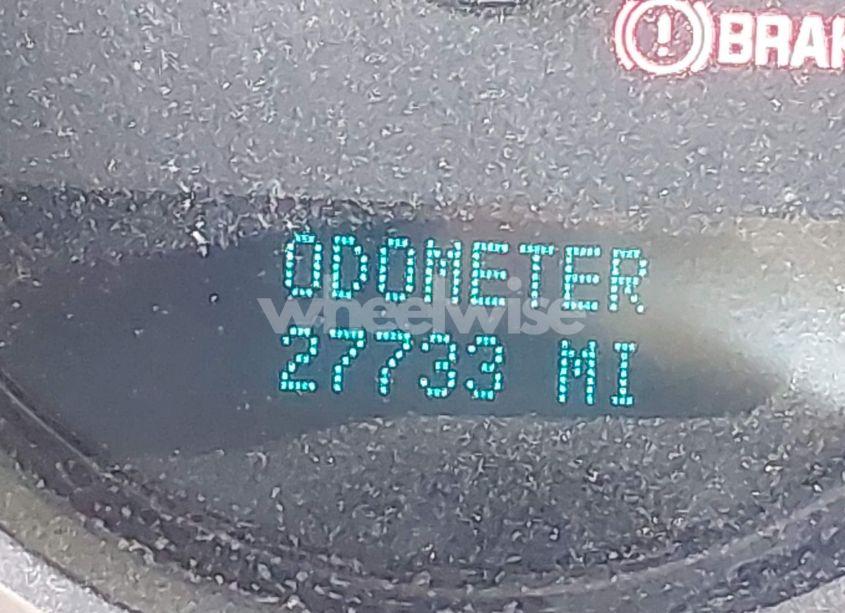 BRAK
ODOMETER
wheelwise
27733 MI